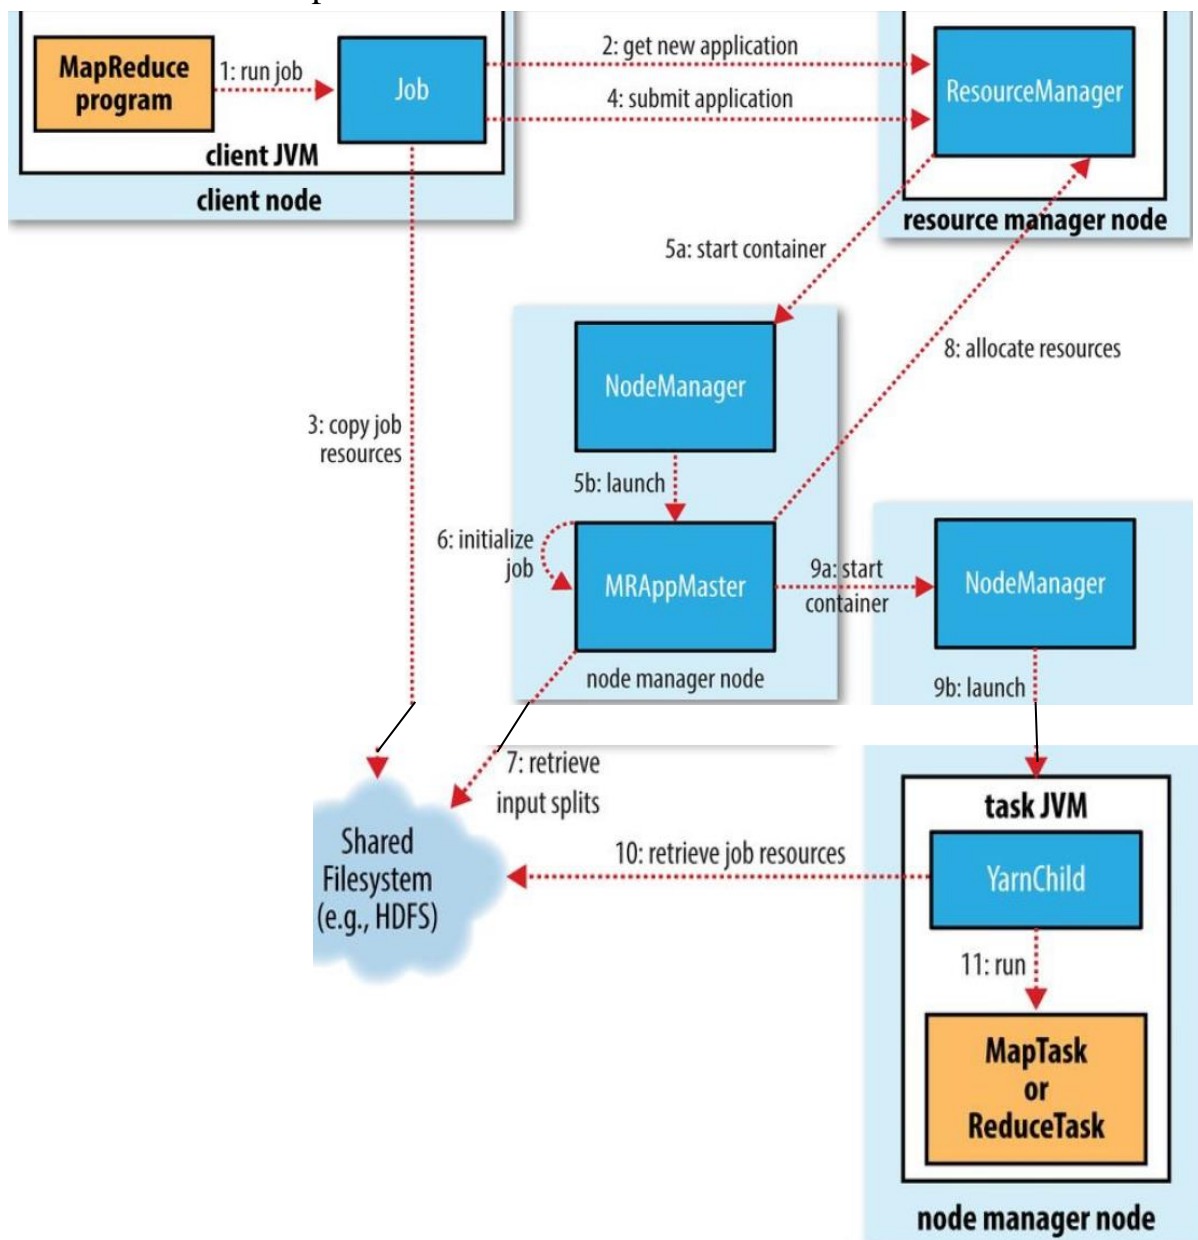 MapReduce
program
1: run job
Job
client JVM
client node
2: get new application
4: submit application
ResourceManager
resource manager node
5a: start container
8: allocate resources
3: copy job
resources
NodeManager
5b: launch
6: initialize
job
MRAppMaster
node manager node
9a: start
container
NodeManager
9b: launch
7: retrieve
input splits
Shared
Filesystem
(e.g., HDFS)
10: retrieve job resources
task JVM
YarnChild
11: run
MapTask
or
ReduceTask
node manager node